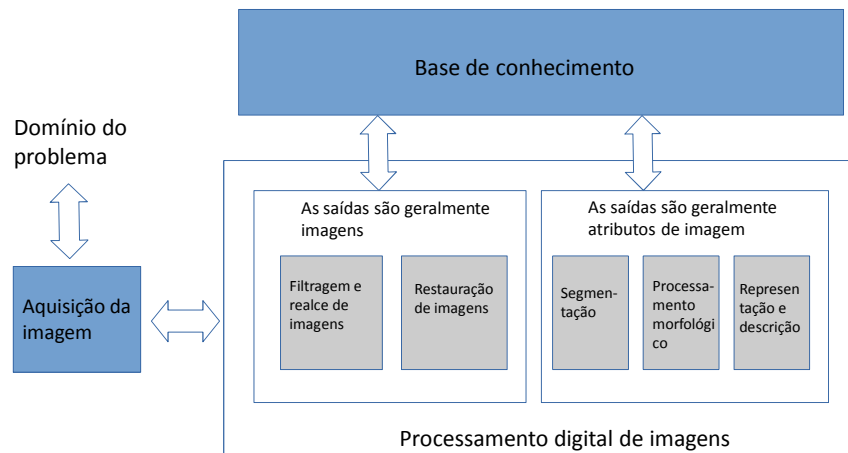 Base de conhecimento
Domínio do
problema
As saídas são geralmente
imagens
As saídas são geralmente
atributos de imagem
Filtragem e
realce de
imagens
Restauração
de imagens
Segmen-
tação
Processa-
mento
morfológi
co
Represen
tação e
descrição
Aquisição da
imagem
Processamento digital de imagens